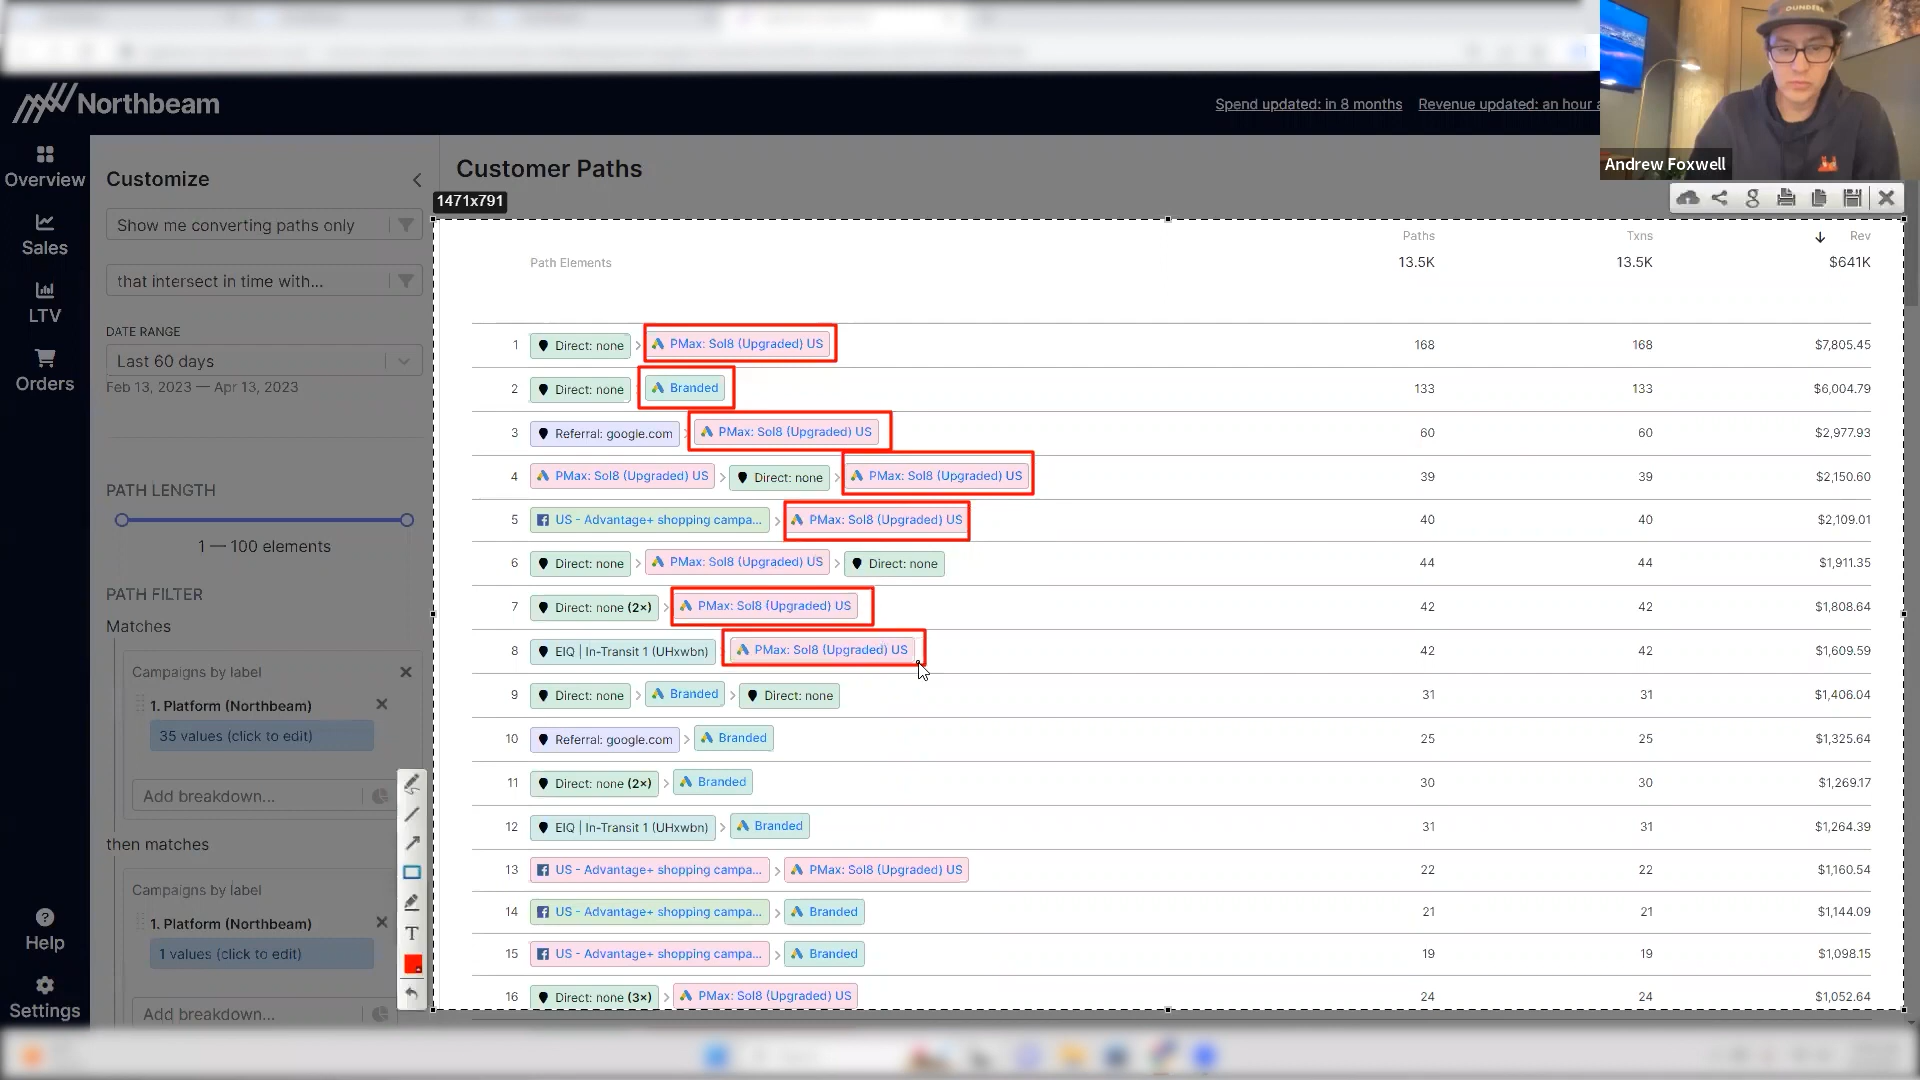 DUNDER
Northbeam
Spend updated: in 8 months
Revenue updated: an hour a
Andrew Foxwell
Overview
Sales
LTV
Orders
Help
Settings
Customize
Show me converting paths only
that intersect in time with...
DATE RANGE
Last 60 days
Feb 13, 2023 — Apr 13, 2023
PATH LENGTH
1 — 100 elements
PATH FILTER
Matches
Campaigns by label
1. Platform (Northbeam)
35 values (click to edit)
Add breakdown...
then matches
Campaigns by label
1. Platform (Northbeam)
1 values (click to edit)
Add breakdown...
T
Customer Paths
1471x791
Paths Txns Rev
Path Elements 13.5K 13.5K $641K
1 Direct: none > PMax: Sol8 (Upgraded) US 168 168 $7,805.45
2 Direct: none Branded 133 133 $6,004.79
3 Referral: google.com > PMax: Sol8 (Upgraded) US 60 60 $2,977.93
4 PMax: Sol8 (Upgraded) US > Direct: none > PMax: Sol8 (Upgraded) US 39 39 $2,150.60
5 US - Advantage+ shopping campa... > PMax: Sol8 (Upgraded) US 40 40 $2,109.01
6 Direct: none > PMax: Sol8 (Upgraded) US > Direct: none 44 44 $1,911.35
7 Direct: none (2×) > PMax: Sol8 (Upgraded) US 42 42 $1,808.64
8 EIQ | In-Transit 1 (UHxwbn) PMax: Sol8 (Upgraded) US 42 42 $1,609.59
9 Direct: none > Branded > Direct: none 31 31 $1,406.04
10 Referral: google.com > Branded 25 25 $1,325.64
11 Direct: none (2×) > Branded 30 30 $1,269.17
12 EIQ | In-Transit 1 (UHxwbn) > Branded 31 31 $1,264.39
13 US - Advantage+ shopping campa... > PMax: Sol8 (Upgraded) US 22 22 $1,160.54
14 US - Advantage+ shopping campa... > Branded 21 21 $1,144.09
15 US - Advantage+ shopping campa... > Branded 19 19 $1,098.15
16 Direct: none (3×) > PMax: Sol8 (Upgraded) US 24 24 $1,052.64